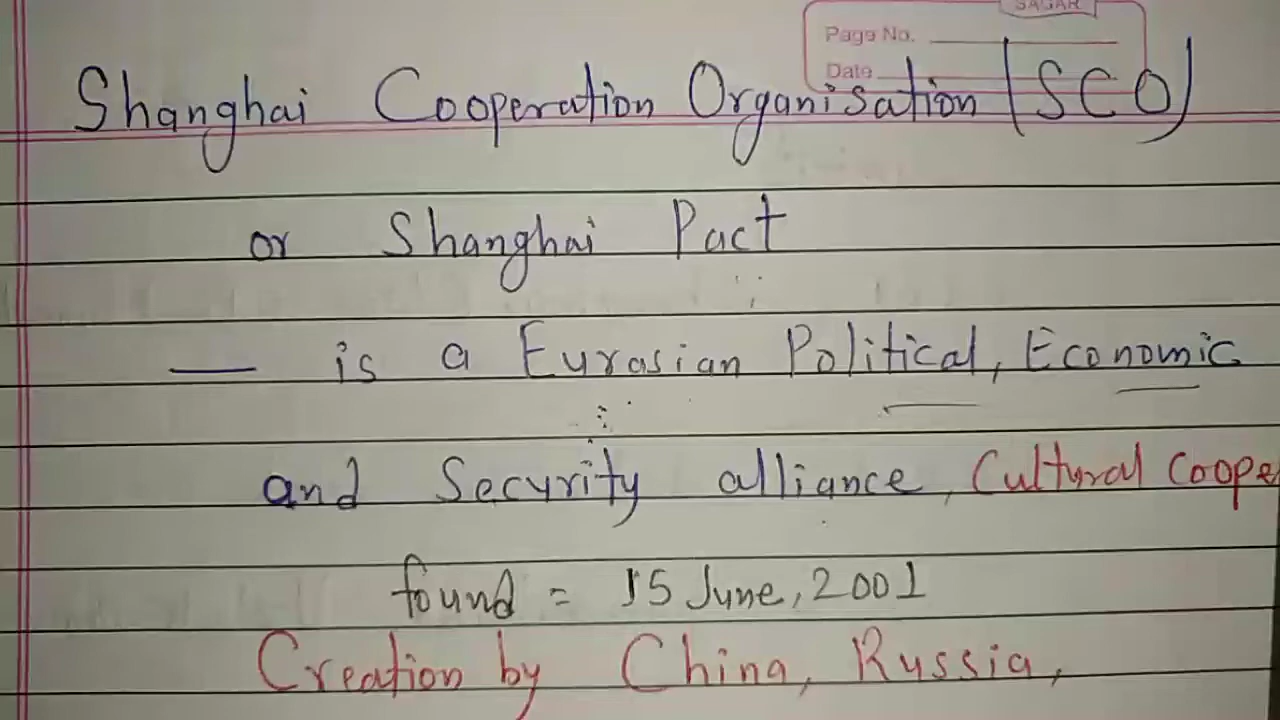 SAGAR
Page No.
Date
Shanghai Cooperation Organisation (SCO)
or Shanghai Pact
— is a Eurasian Political, Economic
and Security alliance, Cultural Coope
found = 15 June, 2001
Creation by China, Russia,